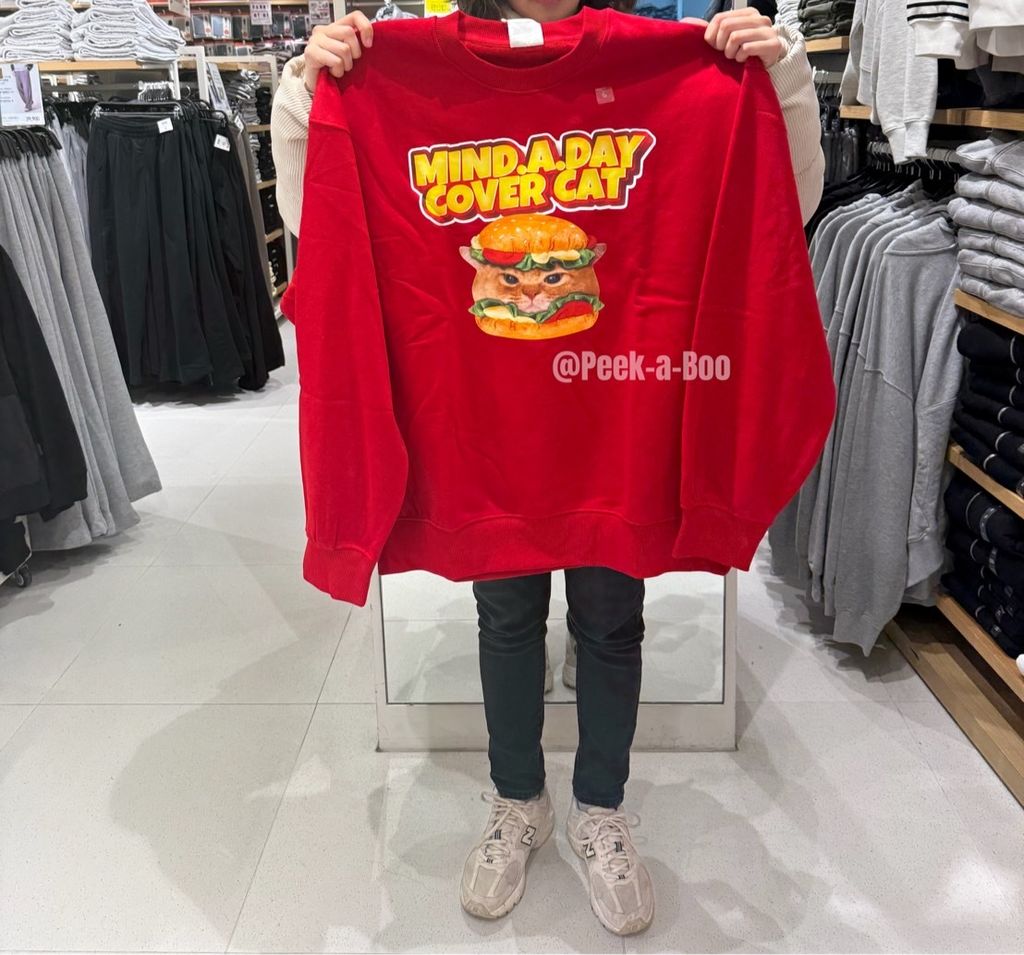 MIND.A.DAY
COVER CAT
@Peek-a-Boo
N
N